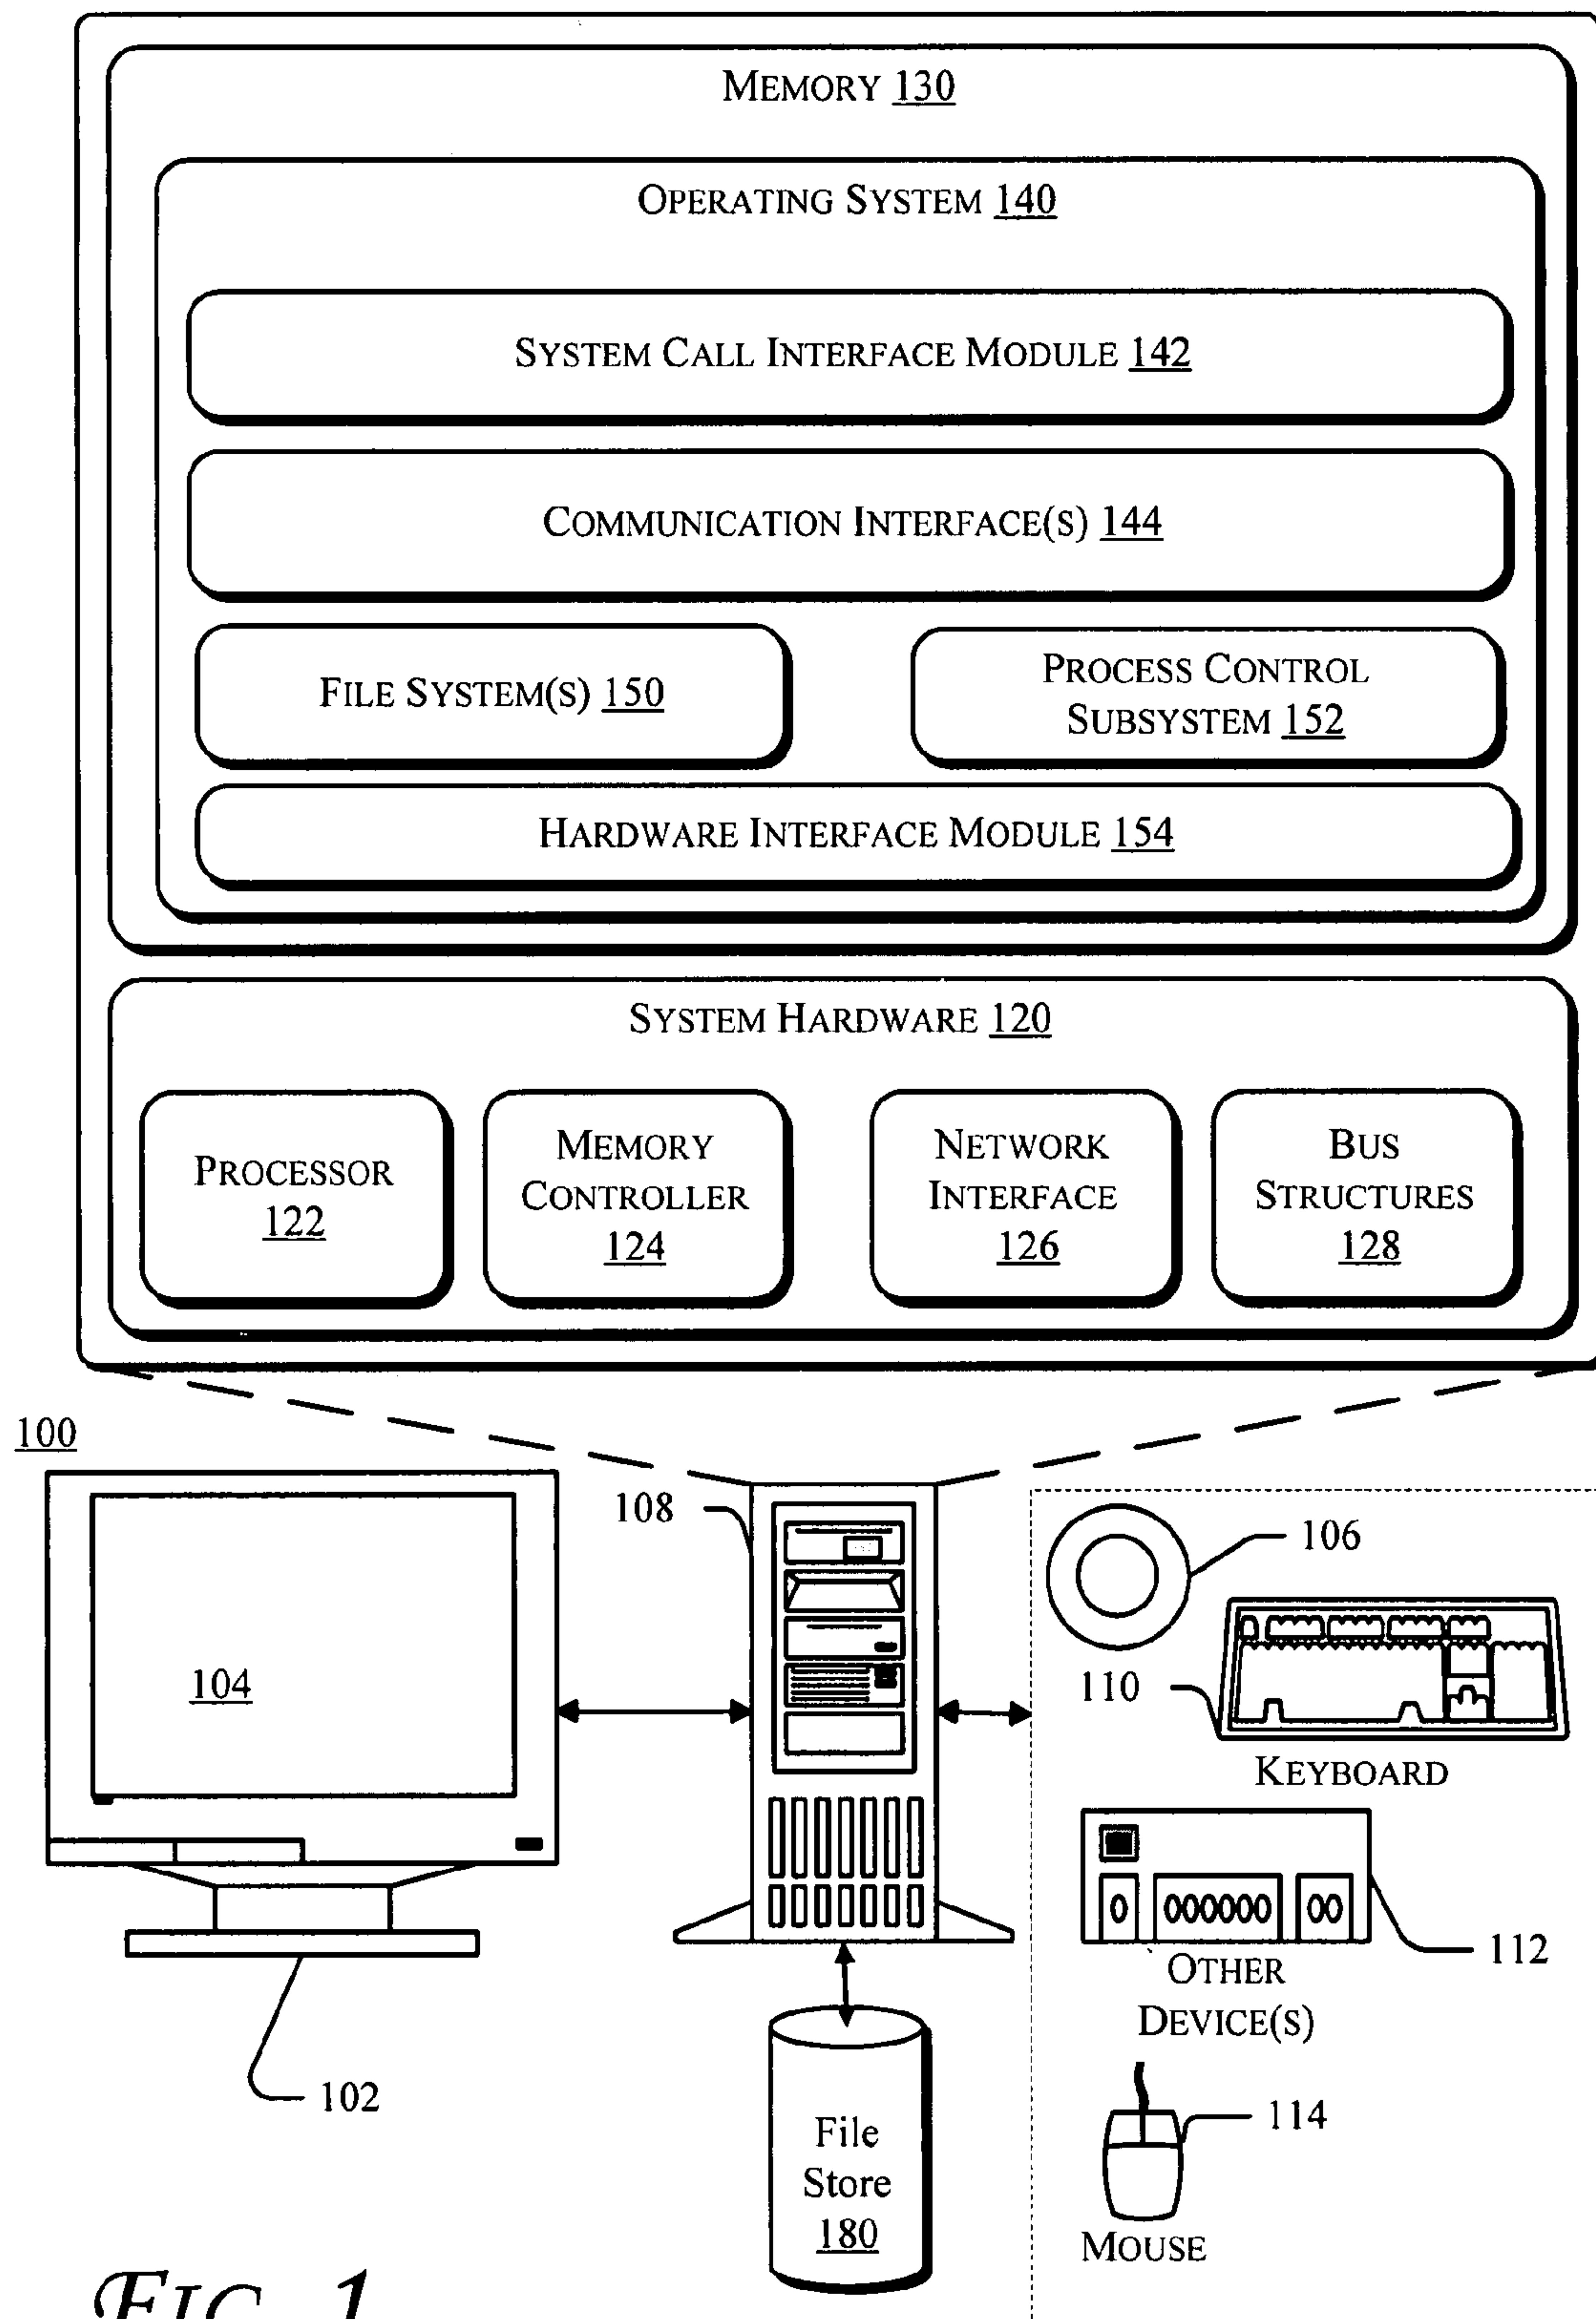 MEMORY 130
OPERATING SYSTEM 140
SYSTEM CALL INTERFACE MODULE 142
COMMUNICATION INTERFACE(S) 144
FILE SYSTEM(S) 150
PROCESS CONTROL
SUBSYSTEM 152
HARDWARE INTERFACE MODULE 154
SYSTEM HARDWARE 120
PROCESSOR
122
MEMORY
CONTROLLER
124
NETWORK
INTERFACE
126
BUS
STRUCTURES
128
100
108
106
104
110
KEYBOARD
112
OTHER
DEVICE(S)
102
114
File
Store
180
MOUSE
FIG. 1